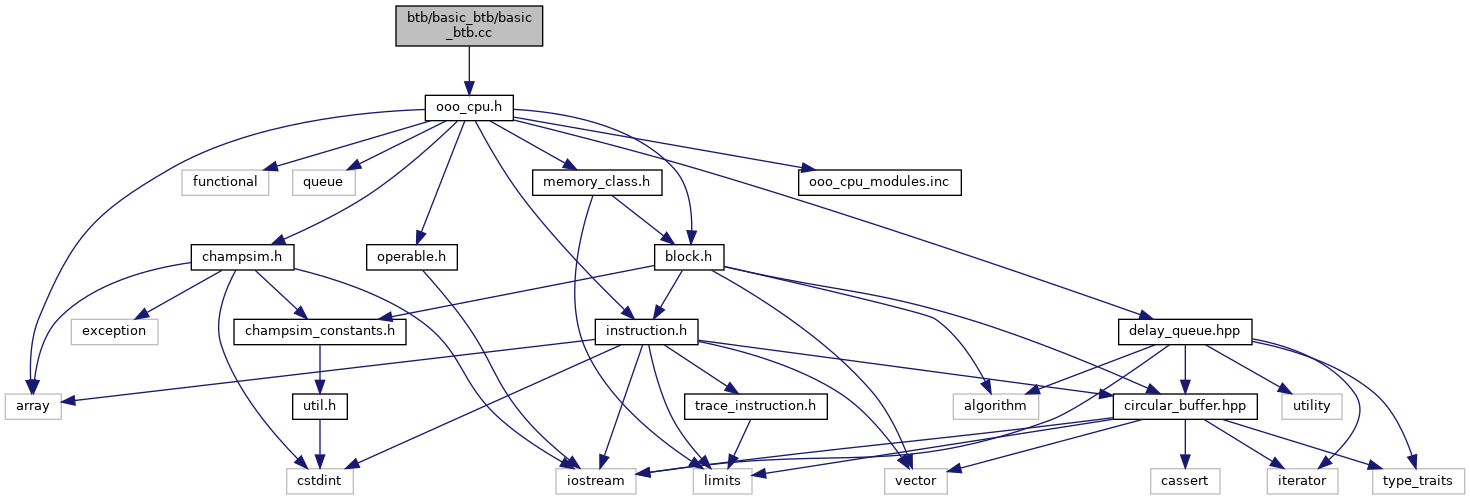 btb/basic_btb/basic
_btb.cc
ooo_cpu.h
functional
queue
memory_class.h
ooo_cpu_modules.inc
champsim.h
operable.h
block.h
exception
champsim_constants.h
instruction.h
delay_queue.hpp
array
util.h
trace_instruction.h
algorithm
circular_buffer.hpp
utility
cstdint
iostream
limits
vector
cassert
iterator
type_traits